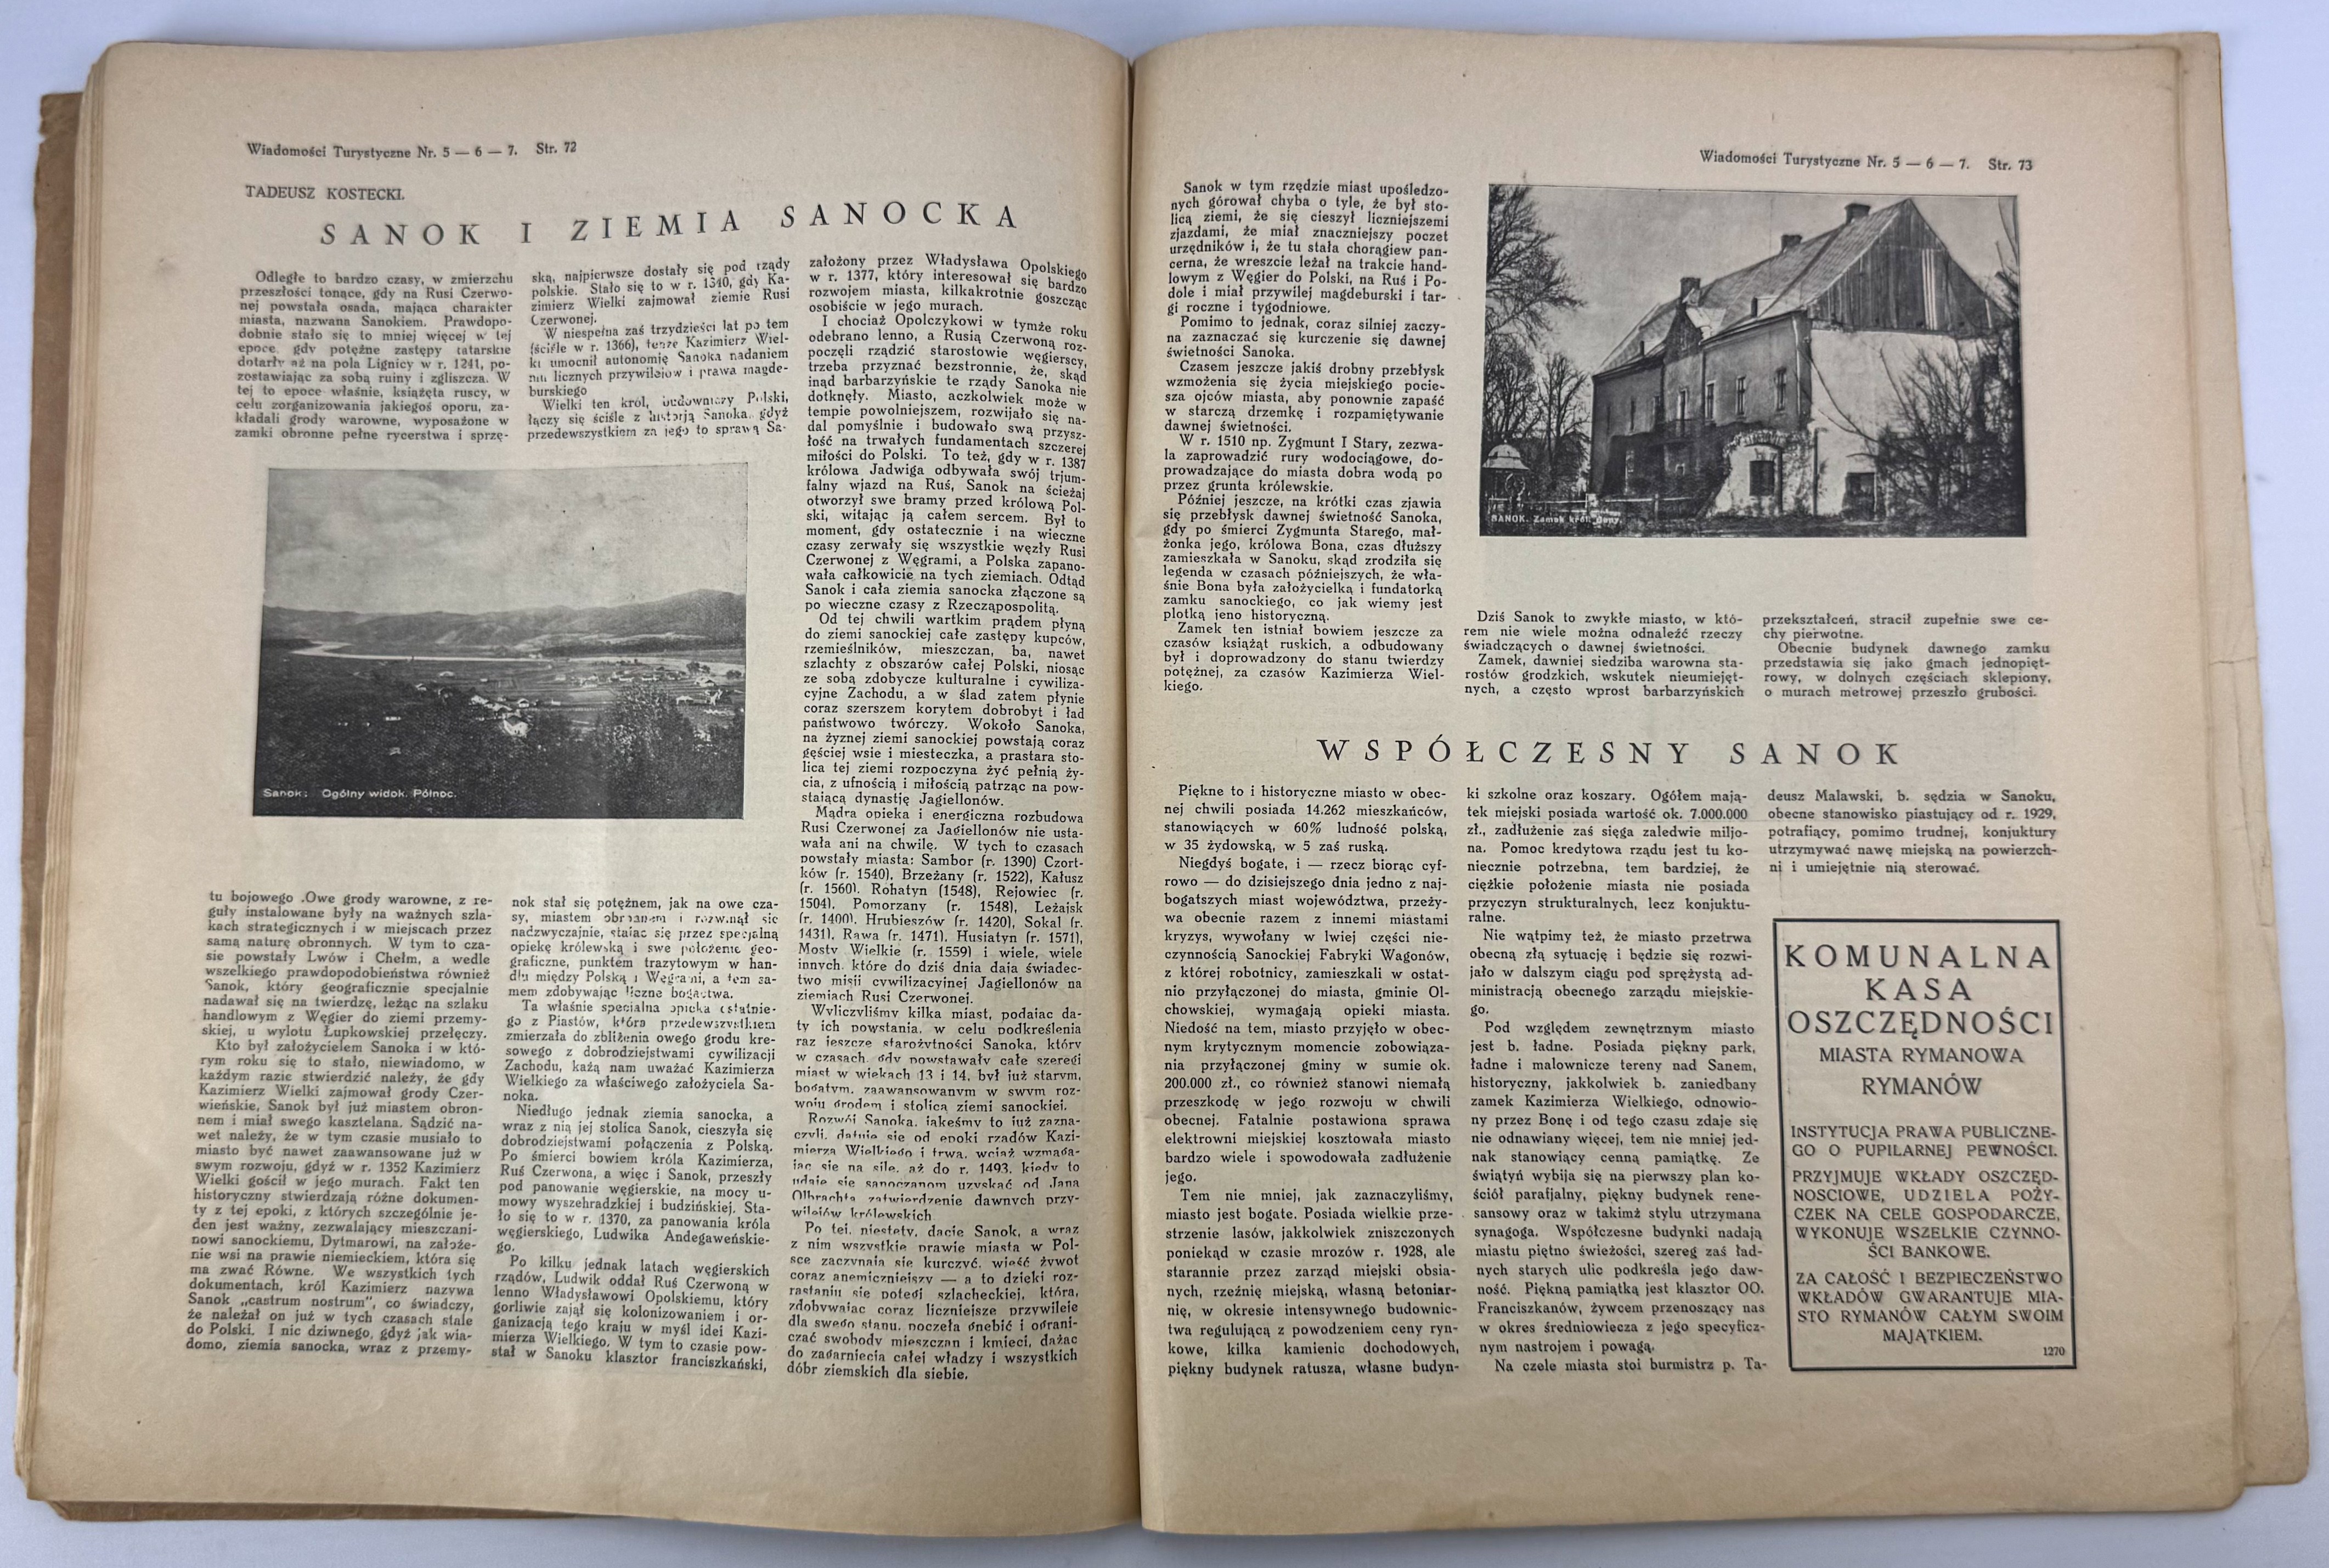 Wiadomości Turystyczne Nr. 5 — 6 — 7. Str. 72
TADEUSZ KOSTECKI.
SANOK I ZIEMIA SANOCKA
Odległe to bardzo czasy, w zmierzchu
przeszłości tonące, gdy na Rusi Czerwo-
nej powstała osada, mająca charakter
miasta, nazwana Sanokiem. Prawdopo-
dobnie stało się to mniej więcej w tej
epoce, gdy potężne zastępy tatarskie
dotarły aż na pola Lignicy w r. 1241, po-
zostawiając za sobą ruiny i zgliszcza. W
tej to epoce właśnie, książęta ruscy, w
celu zorganizowania jakiegoś oporu, za-
kładali grody warowne, wyposażone w
zamki obronne pełne rycerstwa i sprzę-
Sanok: Ogólny widok. Północ.
tu bojowego .Owe grody warowne, z re-
guły instalowane były na ważnych szla-
kach strategicznych i w miejscach przez
samą naturę obronnych. W tym to cza-
sie powstały Lwów i Chełm, a wedle
wszelkiego prawdopodobieństwa również
Sanok, który geograficznie specjalnie
nadawał się na twierdzę, leżąc na szlaku
handlowym z Węgier do ziemi przemy-
skiej, u wylotu Łupkowskiej przełęczy.
Kto był założycielem Sanoka i w któ-
rym roku się to stało, niewiadomo, w
każdym razie stwierdzić należy, że gdy
Kazimierz Wielki zajmował grody Czer-
wieńskie, Sanok był już miastem obron-
nem i miał swego kasztelana. Sądzić na-
wet należy, że w tym czasie musiało to
miasto być nawet zaawansowane już w
swym rozwoju, gdyż w r. 1352 Kazimierz
Wielki gościł w jego murach. Fakt ten
historyczny stwierdzają różne dokumen-
ty z tej epoki, z których szczególnie je-
den jest ważny, zezwalający mieszczani-
nowi sanockiemu, Dytmarowi, na założe-
nie wsi na prawie niemieckiem, która się
ma zwać Równe. We wszystkich tych
dokumentach, król Kazimierz nazywa
Sanok „castrum nostrum”, co świadczy,
że należał on już w tych czasach stale
do Polski. I nic dziwnego, gdyż jak wia-
domo, ziemia sanocka, wraz z przemy-
ską, najpierwsze dostały się pod rządy
polskie. Stało się to w r. 1340, gdy Ka-
zimierz Wielki zajmował ziemie Rusi
Czerwonej.
W niespełna zaś trzydzieści lat po tem
(ściśle w r. 1366), tenże Kazimierz Wiel-
ki umocnił autonomię Sanoka nadaniem
mu licznych przywilejów i prawa magde-
burskiego
Wielki ten król, budowniczy Polski,
łączy się ściśle z historją Sanoka, gdyż
przedewszystkiem za jego to sprawą Sa-
nok stał się potężnem, jak na owe cza-
sy, miastem obronnem i rozwinął się
nadzwyczajnie, stając się przez specjalną
opiekę królewską i swe położenie geo-
graficzne, punktem trazytowym w han-
dlu między Polską i Węgrami, a tem sa-
mem zdobywając liczne bogactwa.
Ta właśnie specjalna opieka ostatnie-
go z Piastów, która przedewszystkiem
zmierzała do zbliżenia owego grodu kre-
sowego z dobrodziejstwami cywilizacji
Zachodu, każą nam uważać Kazimierza
Wielkiego za właściwego założyciela Sa-
noka.
Niedługo jednak ziemia sanocka, a
wraz z nią jej stolica Sanok, cieszyła się
dobrodziejstwami połączenia z Polską.
Po śmierci bowiem króla Kazimierza,
Ruś Czerwona, a więc i Sanok, przeszły
pod panowanie węgierskie, na mocy u-
mowy wyszehradzkiej i budzińskiej. Sta-
ło się to w r. 1370, za panowania króla
węgierskiego, Ludwika Andegaweńskie-
go.
Po kilku jednak latach węgierskich
rządów, Ludwik oddał Ruś Czerwoną w
lenno Władysławowi Opolskiemu, który
gorliwie zajął się kolonizowaniem i or-
ganizacją tego kraju w myśl idei Kazi-
mierza Wielkiego. W tym to czasie pow-
stał w Sanoku klasztor franciszkański,
założony przez Władysława Opolskiego
w r. 1377, który interesował się bardzo
rozwojem miasta, kilkakrotnie goszcząc
osobiście w jego murach.
I chociaż Opolczykowi w tymże roku
odebrano lenno, a Rusią Czerwoną roz-
poczęli rządzić starostowie węgierscy,
trzeba przyznać bezstronnie, że, skąd
inąd barbarzyńskie te rządy Sanoka nie
dotknęły. Miasto, aczkolwiek może w
tempie powolniejszem, rozwijało się na-
dal pomyślnie i budowało swą przysz-
łość na trwałych fundamentach szczerej
miłości do Polski. To też, gdy w r. 1387
królowa Jadwiga odbywała swój trjum-
falny wjazd na Ruś, Sanok na ścieżaj
otworzył swe bramy przed królową Pol-
ski, witając ją całem sercem. Był to
moment, gdy ostatecznie i na wieczne
czasy zerwały się wszystkie węzły Rusi
Czerwonej z Węgrami, a Polska zapano-
wała całkowicie na tych ziemiach. Odtąd
Sanok i cała ziemia sanocka złączone są
po wieczne czasy z Rzecząpospolitą.
Od tej chwili wartkim prądem płyną
do ziemi sanockiej całe zastępy kupców,
rzemieślników, mieszczan, ba, nawet
szlachty z obszarów całej Polski, niosąc
ze sobą zdobycze kulturalne i cywiliza-
cyjne Zachodu, a w ślad zatem płynie
coraz szerszem korytem dobrobyt i ład
państwowo twórczy. Wokoło Sanoka,
na żyznej ziemi sanockiej powstają coraz
gęściej wsie i miesteczka, a prastara sto-
lica tej ziemi rozpoczyna żyć pełnią ży-
cia, z ufnością i miłością patrząc na pow-
stającą dynastję Jagiellonów.
Mądra opieka i energiczna rozbudowa
Rusi Czerwonej za Jagiellonów nie usta-
wała ani na chwilę. W tych to czasach
powstały miasta: Sambor (r. 1390) Czort-
ków (r. 1540), Brzeżany (r. 1522), Kałusz
(r. 1560), Rohatyn (1548), Rejowiec (r.
1504), Pomorzany (r. 1548), Leżajsk
(r. 1400), Hrubieszów (r. 1420), Sokal (r.
1431), Rawa (r. 1471), Husiatyn (r. 1571),
Mosty Wielkie (r. 1559) i wiele, wiele
innych, które do dziś dnia dają świadec-
two misji cywilizacyjnej Jagiellonów na
ziemiach Rusi Czerwonej.
Wyliczyliśmy kilka miast, podając da-
ty ich powstania, w celu podkreślenia
raz jeszcze starożytności Sanoka, który
w czasach, gdy powstawały całe szeregi
miast w wiekach 13 i 14, był już starym,
bogatym, zaawansowanym w swym roz-
woju grodem i stolicą ziemi sanockiej.
Rozwój Sanoka, jakeśmy to już zazna-
czyli, datuje się od epoki rządów Kazi-
mierza Wielkiego i trwa, wciąż wzmaga-
jąc się na sile, aż do r. 1493, kiedy to
udaje się sanoczanom uzyskać od Jana
Olbrachta zatwierdzenie dawnych przy-
wilejów królewskich
Po tej, niestety, dacie Sanok, a wraz
z nim wszystkie prawie miasta w Pol-
sce zaczynają się kurczyć, wieść żywot
coraz anemiczniejszy — a to dzięki roz-
rastaniu się potęgi szlacheckiej, która,
zdobywając coraz liczniejsze przywileje
dla swego stanu, poczęła gnębić i ograni-
czać swobody mieszczan i kmieci, dążąc
do zagarnięcia całej władzy i wszystkich
dóbr ziemskich dla siebie.
Wiadomości Turystyczne Nr. 5 — 6 — 7. Str. 73
Sanok w tym rzędzie miast upośledzo-
nych górował chyba o tyle, że był sto-
licą ziemi, że się cieszył liczniejszemi
zjazdami, że miał znaczniejszy poczet
urzędników i, że tu stała chorągiew pan-
cerna, że wreszcie leżał na trakcie hand-
lowym z Węgier do Polski, na Ruś i Po-
dole i miał przywilej magdeburski i tar-
gi roczne i tygodniowe.
Pomimo to jednak, coraz silniej zaczy-
na zaznaczać się kurczenie się dawnej
świetności Sanoka.
Czasem jeszcze jakiś drobny przebłysk
wzmożenia się życia miejskiego pocie-
sza ojców miasta, aby ponownie zapaść
w starczą drzemkę i rozpamiętywanie
dawnej świetności.
W r. 1510 np. Zygmunt I Stary, zezwa-
la zaprowadzić rury wodociągowe, do-
prowadzające do miasta dobra wodą po
przez grunta królewskie.
Później jeszcze, na krótki czas zjawia
się przebłysk dawnej świetność Sanoka,
gdy po śmierci Zygmunta Starego, mał-
żonka jego, królowa Bona, czas dłuższy
zamieszkała w Sanoku, skąd zrodziła się
legenda w czasach późniejszych, że wła-
śnie Bona była założycielką i fundatorką
zamku sanockiego, co jak wiemy jest
plotką jeno historyczną.
Zamek ten istniał bowiem jeszcze za
czasów książąt ruskich, a odbudowany
był i doprowadzony do stanu twierdzy
potężnej, za czasów Kazimierza Wiel-
kiego.
SANOK. Zamek król. Bony.
Dziś Sanok to zwykłe miasto, w któ-
rem nie wiele można odnaleźć rzeczy
świadczących o dawnej świetności.
Zamek, dawniej siedziba warowna sta-
rostów grodzkich, wskutek nieumiejęt-
nych, a często wprost barbarzyńskich
przekształceń, stracił zupełnie swe ce-
chy pierwotne.
Obecnie budynek dawnego zamku
przedstawia się jako gmach jednopięt-
rowy, w dolnych częściach sklepiony,
o murach metrowej przeszło grubości.
WSPÓŁCZESNY SANOK
Piękne to i historyczne miasto w obec-
nej chwili posiada 14.262 mieszkańców,
stanowiących w 60% ludność polską,
w 35 żydowską, w 5 zaś ruską.
Niegdyś bogate, i — rzecz biorąc cyf-
rowo — do dzisiejszego dnia jedno z naj-
bogatszych miast województwa, przeży-
wa obecnie razem z innemi miastami
kryzys, wywołany w lwiej części nie-
czynnością Sanockiej Fabryki Wagonów,
z której robotnicy, zamieszkali w ostat-
nio przyłączonej do miasta, gminie Ol-
chowskiej, wymagają opieki miasta.
Niedość na tem, miasto przyjęło w obec-
nym krytycznym momencie zobowiąza-
nia przyłączonej gminy w sumie ok.
200.000 zł., co również stanowi niemałą
przeszkodę w jego rozwoju w chwili
obecnej. Fatalnie postawiona sprawa
elektrowni miejskiej kosztowała miasto
bardzo wiele i spowodowała zadłużenie
jego.
Tem nie mniej, jak zaznaczyliśmy,
miasto jest bogate. Posiada wielkie prze-
strzenie lasów, jakkolwiek zniszczonych
poniekąd w czasie mrozów r. 1928, ale
starannie przez zarząd miejski obsia-
nych, rzeźnię miejską, własną betoniar-
nię, w okresie intensywnego budownic-
twa regulującą z powodzeniem ceny ryn-
kowe, kilka kamienic dochodowych,
piękny budynek ratusza, własne budyn-
ki szkolne oraz koszary. Ogółem mają-
tek miejski posiada wartość ok. 7.000.000
zł., zadłużenie zaś sięga zaledwie miljo-
na. Pomoc kredytowa rządu jest tu ko-
niecznie potrzebna, tem bardziej, że
ciężkie położenie miasta nie posiada
przyczyn strukturalnych, lecz konjuktu-
ralne.
Nie wątpimy też, że miasto przetrwa
obecną złą sytuację i będzie się rozwi-
jało w dalszym ciągu pod sprężystą ad-
ministracją obecnego zarządu miejskie-
go.
Pod względem zewnętrznym miasto
jest b. ładne. Posiada piękny park,
ładne i malownicze tereny nad Sanem,
historyczny, jakkolwiek b. zaniedbany
zamek Kazimierza Wielkiego, odnowio-
ny przez Bonę i od tego czasu zdaje się
nie odnawiany więcej, tem nie mniej jed-
nak stanowiący cenną pamiątkę. Ze
świątyń wybija się na pierwszy plan ko-
ściół parafjalny, piękny budynek rene-
sansowy oraz w takimż stylu utrzymana
synagoga. Współczesne budynki nadają
miastu piętno świeżości, szereg zaś ład-
nych starych ulic podkreśla jego daw-
ność. Piękną pamiątką jest klasztor OO.
Franciszkanów, żywcem przenoszący nas
w okres średniowiecza z jego specyficz-
nym nastrojem i powagą.
Na czele miasta stoi burmistrz p. Ta-
deusz Malawski, b. sędzia w Sanoku,
obecne stanowisko piastujący od r. 1929,
potrafiący, pomimo trudnej, konjuktury
utrzymywać nawę miejską na powierzch-
ni i umiejętnie nią sterować.
KOMUNALNA
KASA
OSZCZĘDNOŚCI
MIASTA RYMANOWA
RYMANÓW
INSTYTUCJA PRAWA PUBLICZNE-
GO O PUPILARNEJ PEWNOŚCI.
PRZYJMUJE WKŁADY OSZCZĘD-
NOSCIOWE, UDZIELA POŻY-
CZEK NA CELE GOSPODARCZE,
WYKONUJE WSZELKIE CZYNNO-
ŚCI BANKOWE.
ZA CAŁOŚĆ I BEZPIECZEŃSTWO
WKŁADÓW GWARANTUJE MIA-
STO RYMANÓW CAŁYM SWOIM
MAJĄTKIEM.
1270